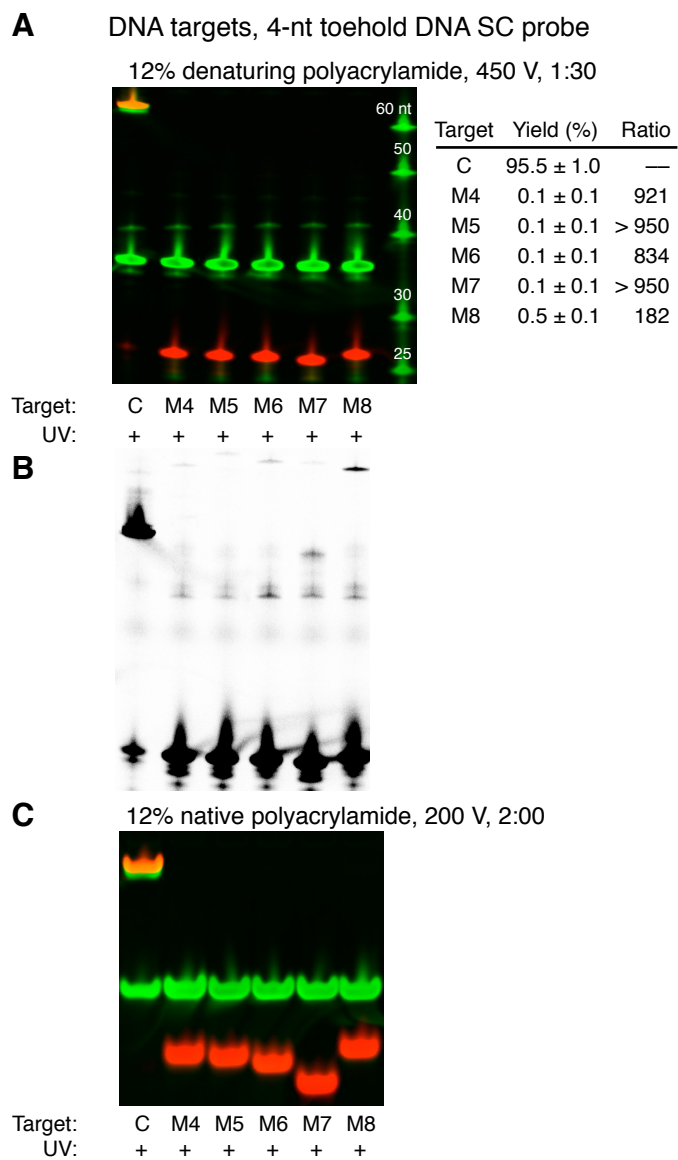 A DNA targets, 4-nt toehold DNA SC probe
12% denaturing polyacrylamide, 450 V, 1:30
60 nt
50
40
30
25
Target Yield (%) Ratio
C 95.5 ± 1.0 —
M4 0.1 ± 0.1 921
M5 0.1 ± 0.1 > 950
M6 0.1 ± 0.1 834
M7 0.1 ± 0.1 > 950
M8 0.5 ± 0.1 182
Target: C M4 M5 M6 M7 M8
UV: + + + + + +
B
C 12% native polyacrylamide, 200 V, 2:00
Target: C M4 M5 M6 M7 M8
UV: + + + + + +